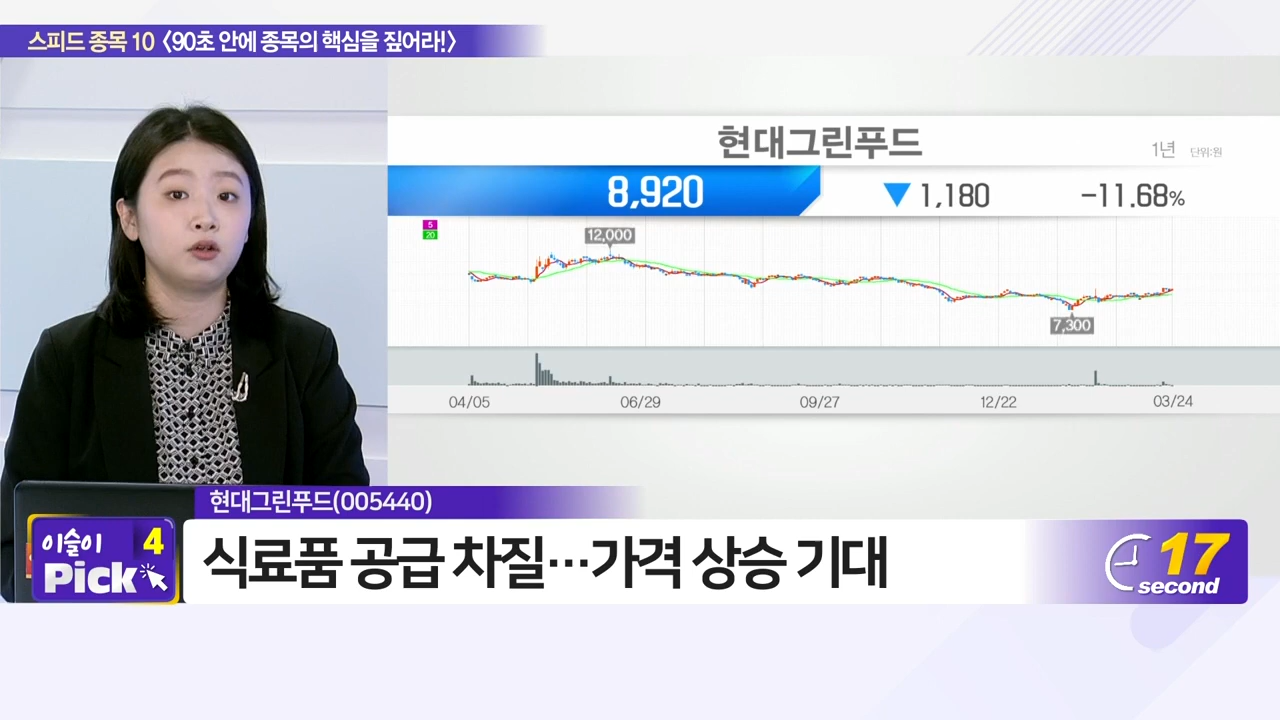 스피드 종목 10 〈90초 안에 종목의 핵심을 짚어라!〉
현대그린푸드
1년 단위:원
8,920 ▼1,180 -11.68%
5
20
12,000
7,300
04/05 06/29 09/27 12/22 03/24
현대그린푸드(005440)
이슬이 4
Pick
식료품 공급 차질…가격 상승 기대
17
second